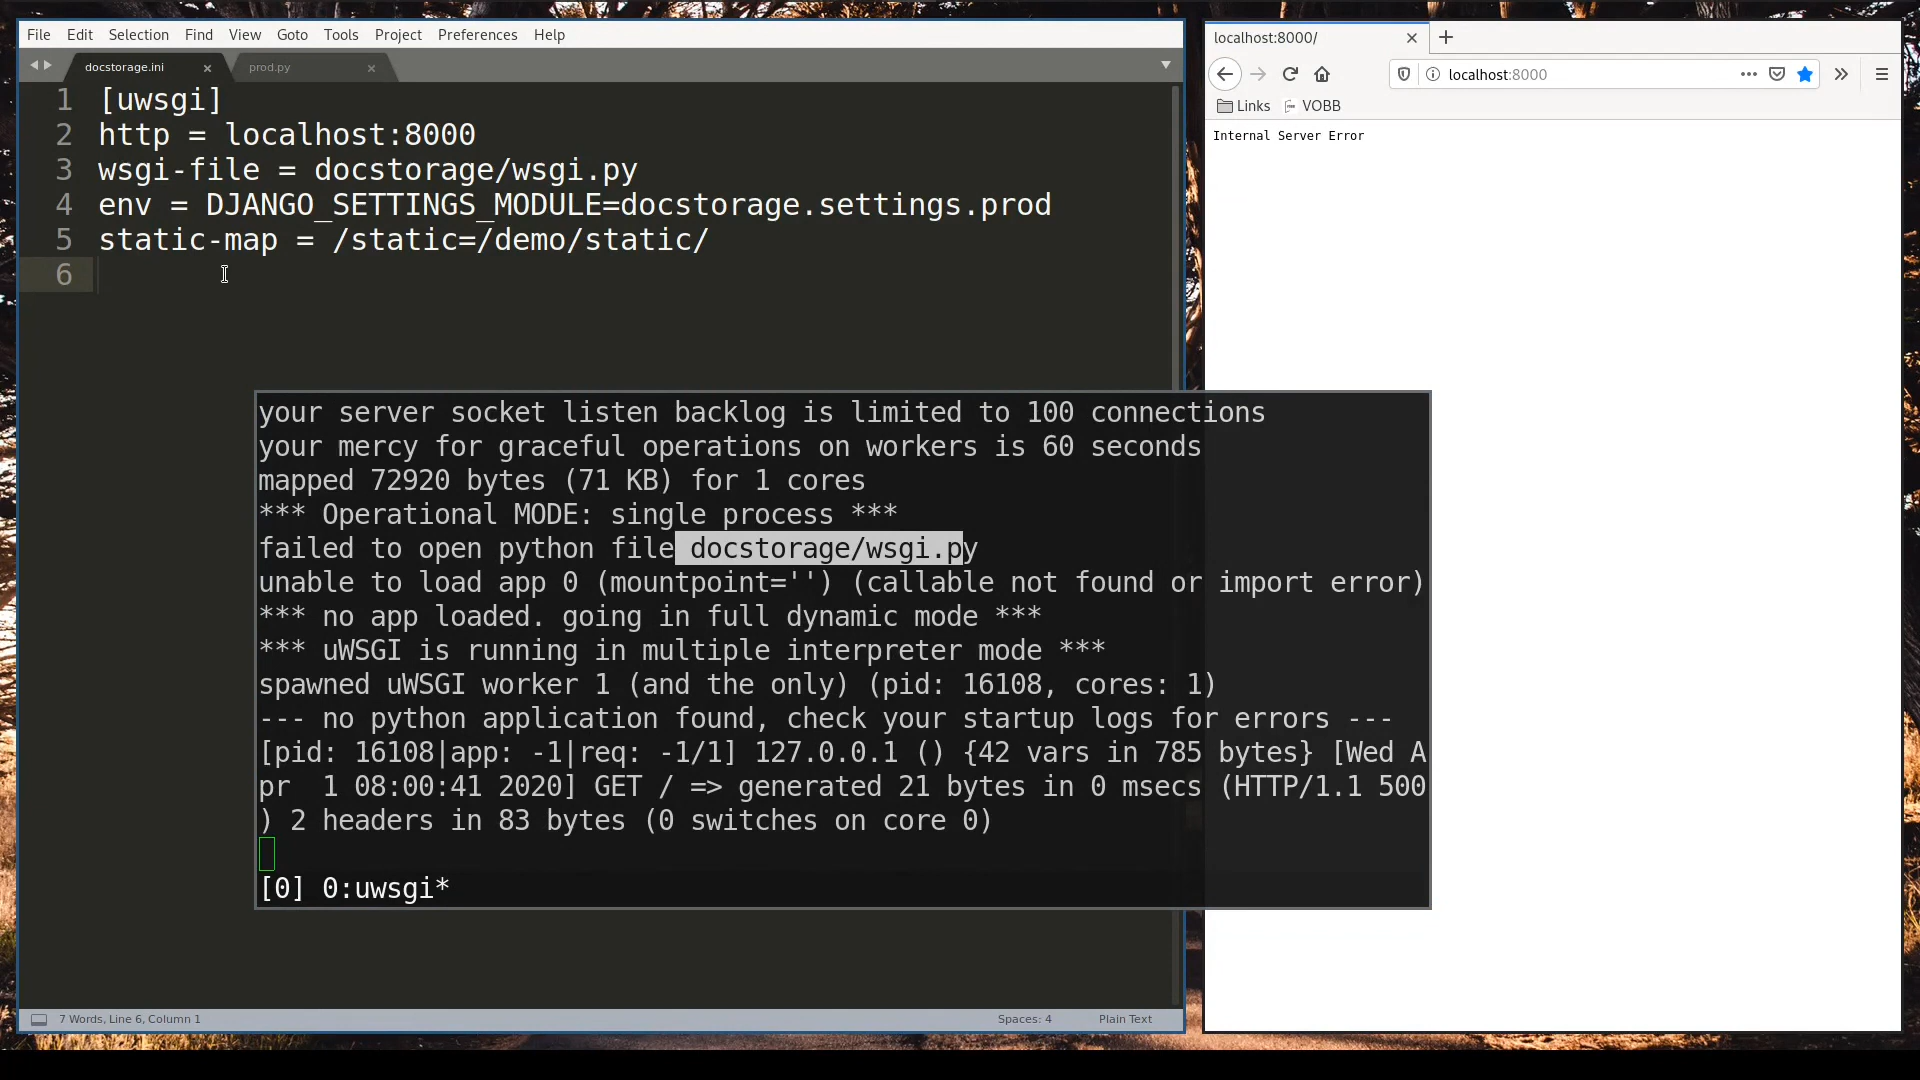 File Edit Selection Find View Goto Tools Project Preferences Help
docstorage.ini prod.py
1 [uwsgi]
2 http = localhost:8000
3 wsgi-file = docstorage/wsgi.py
4 env = DJANGO_SETTINGS_MODULE=docstorage.settings.prod
5 static-map = /static=/demo/static/
6
your server socket listen backlog is limited to 100 connections
your mercy for graceful operations on workers is 60 seconds
mapped 72920 bytes (71 KB) for 1 cores
*** Operational MODE: single process ***
failed to open python file docstorage/wsgi.py
unable to load app 0 (mountpoint='') (callable not found or import error)
*** no app loaded. going in full dynamic mode ***
*** uWSGI is running in multiple interpreter mode ***
spawned uWSGI worker 1 (and the only) (pid: 16108, cores: 1)
--- no python application found, check your startup logs for errors ---
[pid: 16108|app: -1|req: -1/1] 127.0.0.1 () {42 vars in 785 bytes} [Wed A
pr  1 08:00:41 2020] GET / => generated 21 bytes in 0 msecs (HTTP/1.1 500
) 2 headers in 83 bytes (0 switches on core 0)
[0] 0:uwsgi*
7 Words, Line 6, Column 1 Spaces: 4 Plain Text
localhost:8000/
localhost:8000
Links VOBB
Internal Server Error